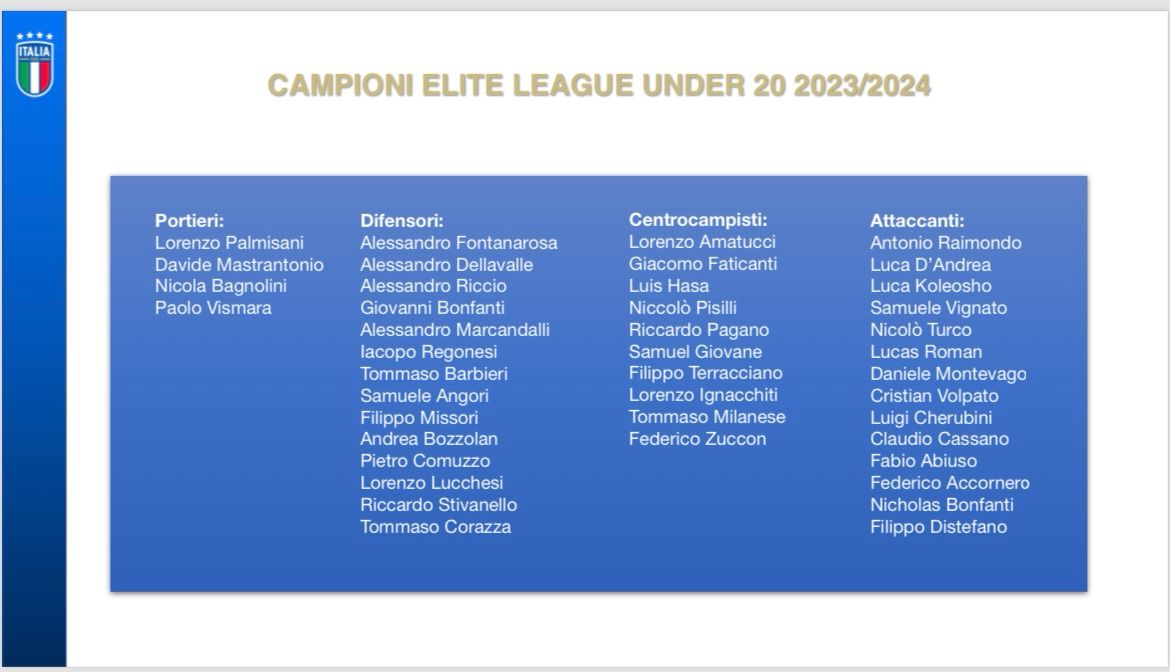 ITALIA
CAMPIONI ELITE LEAGUE UNDER 20 2023/2024
Portieri:
Lorenzo Palmisani
Davide Mastrantonio
Nicola Bagnolini
Paolo Vismara
Difensori:
Alessandro Fontanarosa
Alessandro Dellavalle
Alessandro Riccio
Giovanni Bonfanti
Alessandro Marcandalli
Iacopo Regonesi
Tommaso Barbieri
Samuele Angori
Filippo Missori
Andrea Bozzolan
Pietro Comuzzo
Lorenzo Lucchesi
Riccardo Stivanello
Tommaso Corazza
Centrocampisti:
Lorenzo Amatucci
Giacomo Faticanti
Luis Hasa
Niccolò Pisilli
Riccardo Pagano
Samuel Giovane
Filippo Terracciano
Lorenzo Ignacchiti
Tommaso Milanese
Federico Zuccon
Attaccanti:
Antonio Raimondo
Luca D’Andrea
Luca Koleosho
Samuele Vignato
Nicolò Turco
Lucas Roman
Daniele Montevago
Cristian Volpato
Luigi Cherubini
Claudio Cassano
Fabio Abiuso
Federico Accornero
Nicholas Bonfanti
Filippo Distefano